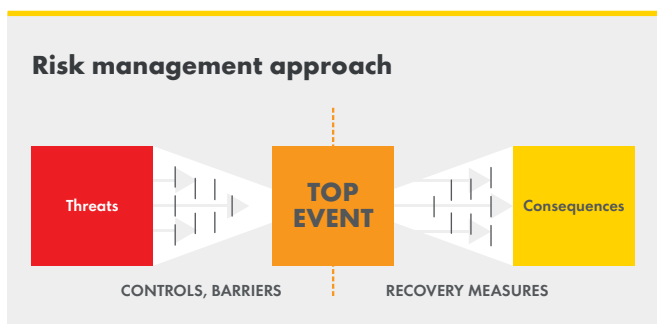 Risk management approach
Threats
TOP
EVENT
Consequences
CONTROLS, BARRIERS
RECOVERY MEASURES